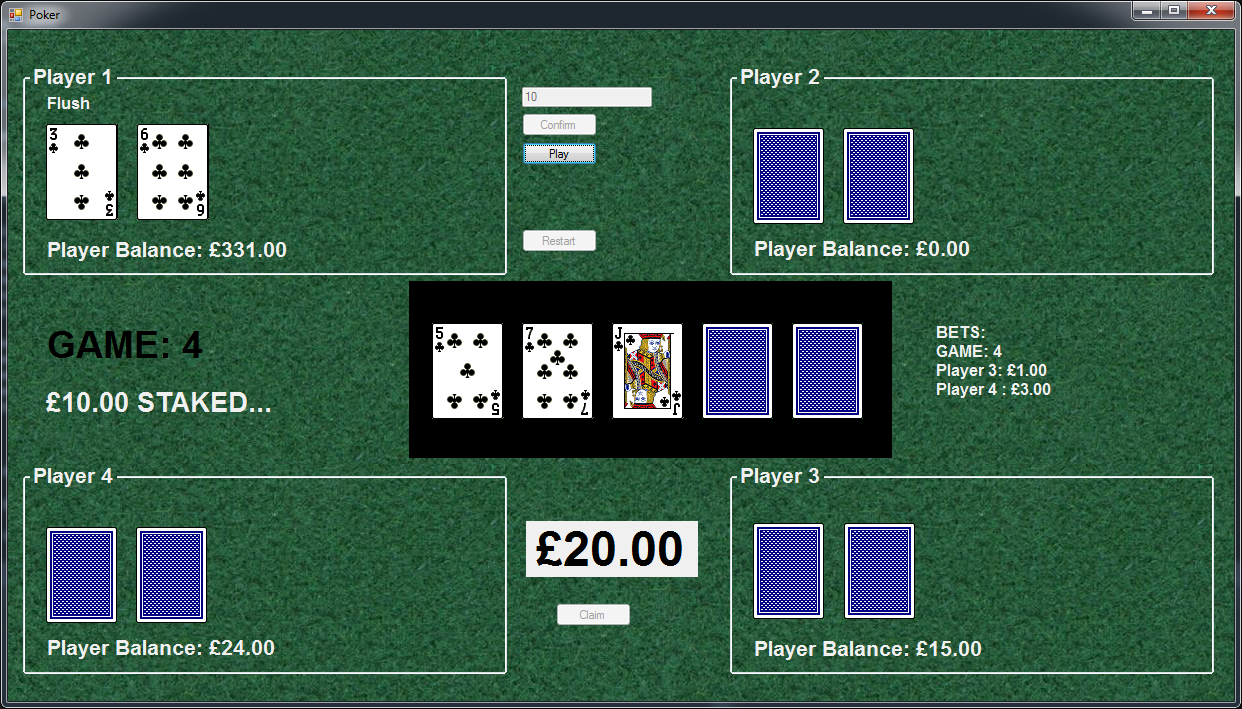 Poker
Player 1
Flush
3
3
6
6
Player Balance: £331.00
10
Confirm
Play
Restart
Player 2
Player Balance: £0.00
GAME: 4
£10.00 STAKED...
5
5
7
7
J
J
BETS:
GAME: 4
Player 3: £1.00
Player 4 : £3.00
Player 4
Player Balance: £24.00
£20.00
Claim
Player 3
Player Balance: £15.00